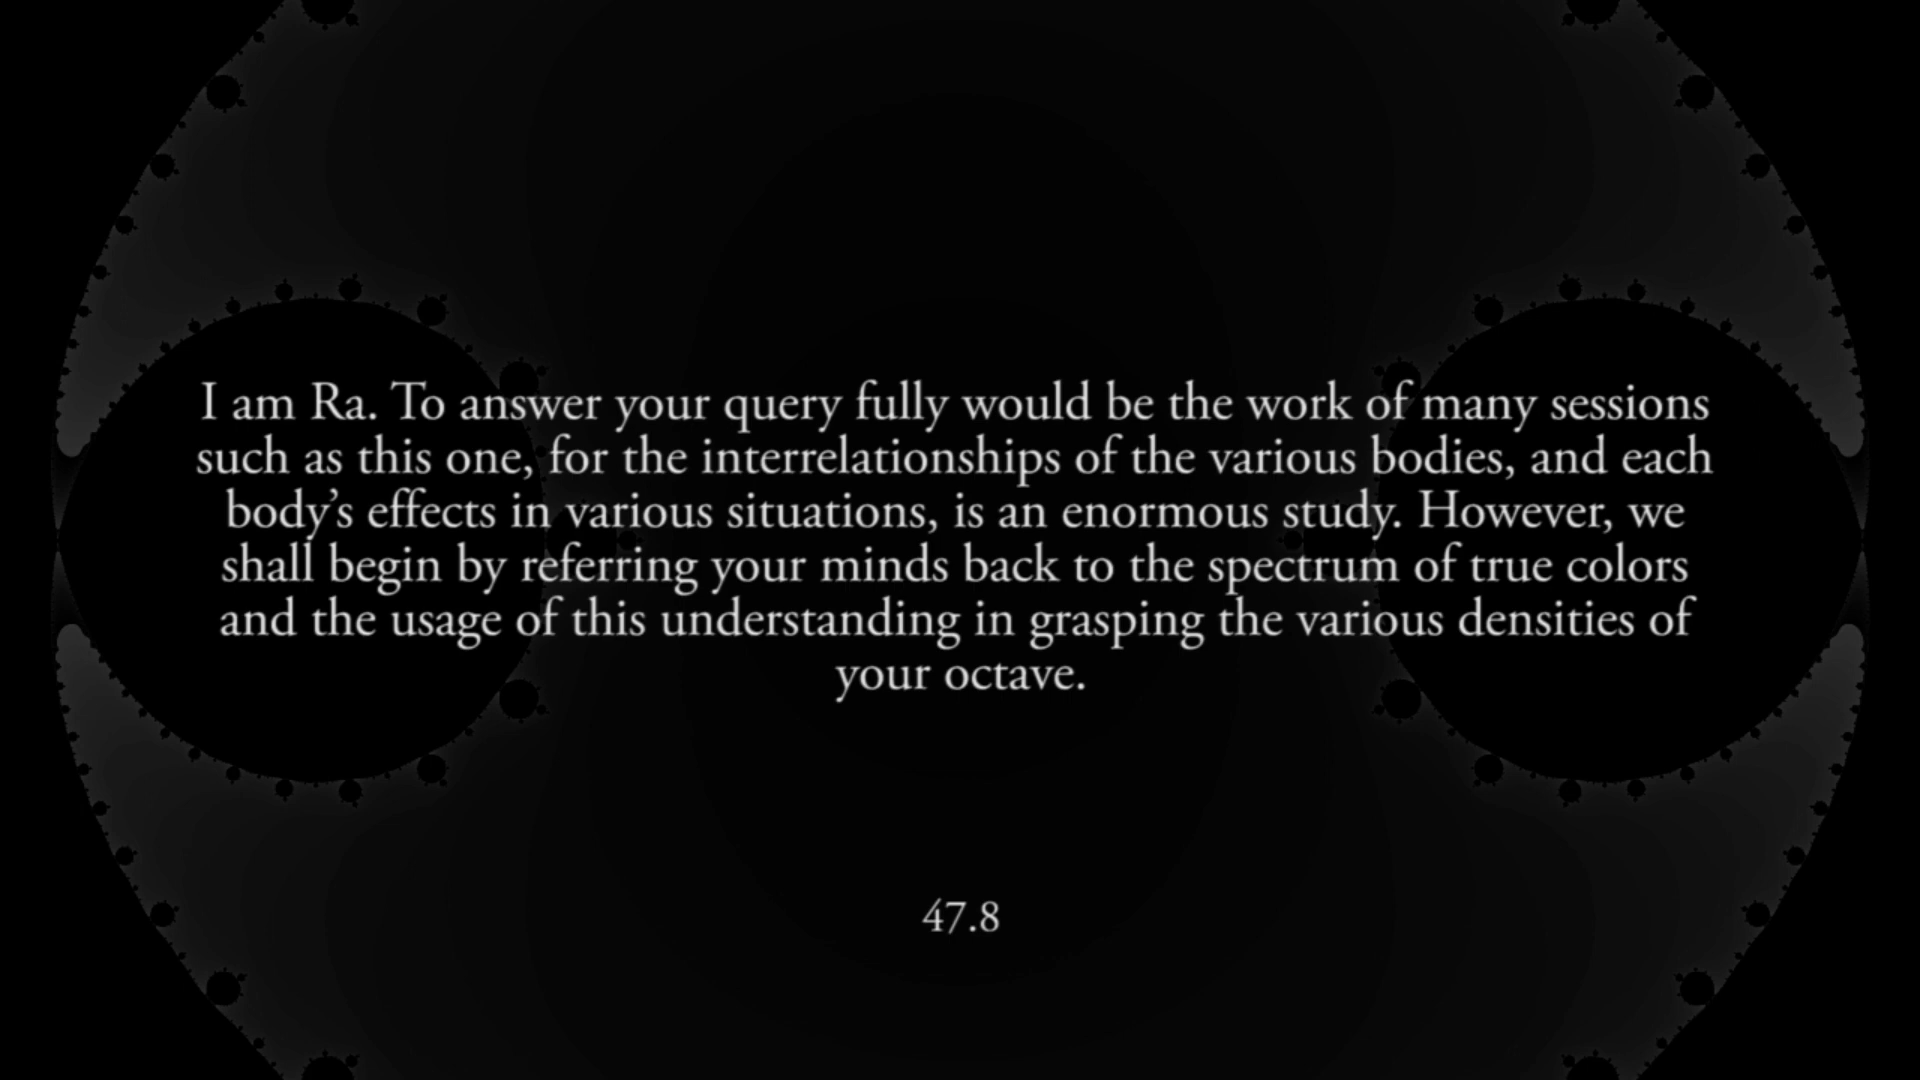 I am Ra. To answer your query fully would be the work of many sessions
such as this one, for the interrelationships of the various bodies, and each
body’s effects in various situations, is an enormous study. However, we
shall begin by referring your minds back to the spectrum of true colors
and the usage of this understanding in grasping the various densities of
your octave.
47.8